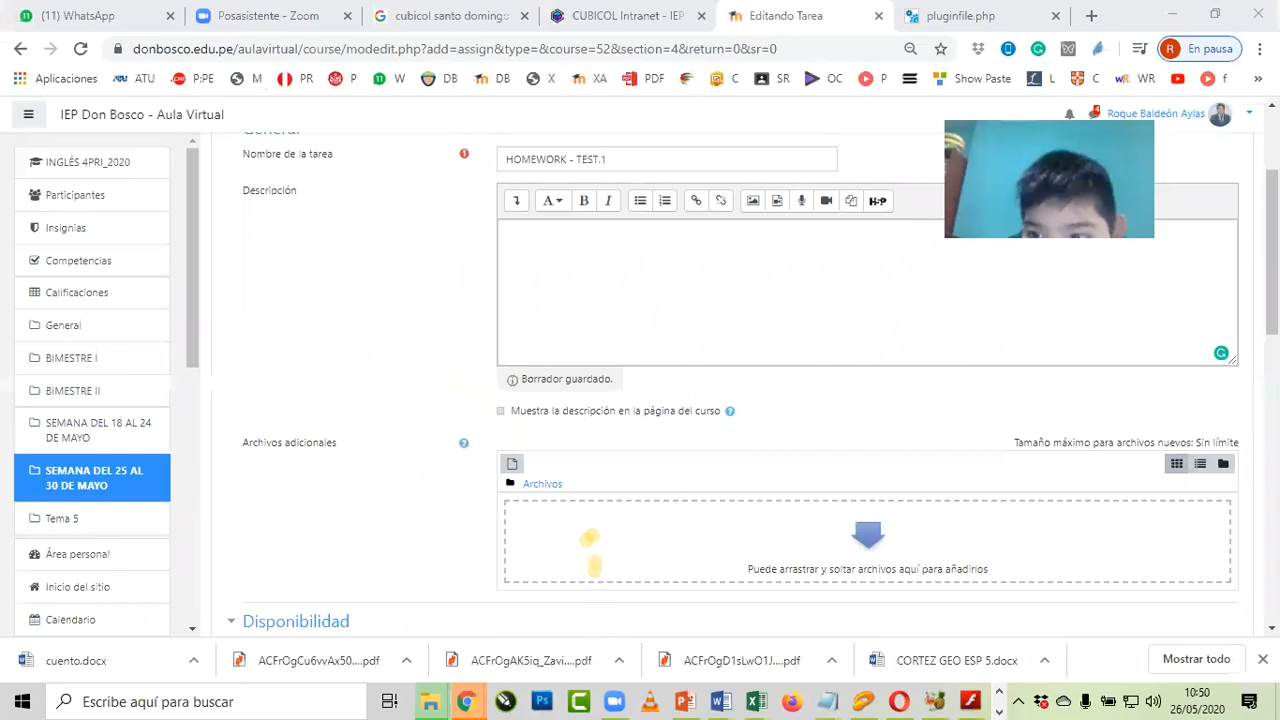 (11) WhatsApp
Posasistente - Zoom
cubicol santo domingo
CUBICOL Intranet - IEP
Editando Tarea
pluginfile.php
donbosco.edu.pe/aulavirtual/course/modedit.php?add=assign&type=&course=52&section=4&return=0&sr=0
R En pausa
Aplicaciones ATU P:PE M PR P W DB DB X XA PDF C SR OC P Show Paste L C WR f
IEP Don Bosco - Aula Virtual
Roque Baldeón Aylas
General
INGLÉS 4PRI_2020
Participantes
Insignias
Competencias
Calificaciones
General
BIMESTRE I
BIMESTRE II
SEMANA DEL 18 AL 24
DE MAYO
SEMANA DEL 25 AL
30 DE MAYO
Tema 5
Área personal
Inicio del sitio
Calendario
Nombre de la tarea
HOMEWORK - TEST.1
Descripción
A B I H-P
Borrador guardado.
Muestra la descripción en la página del curso
Archivos adicionales
Tamaño máximo para archivos nuevos: Sin límite
Archivos
Puede arrastrar y soltar archivos aquí para añadirlos
Disponibilidad
cuento.docx
ACFrOgCu6vvAx50....pdf
ACFrOgAK5iq_Zavi....pdf
ACFrOgD1sLwO1J....pdf
CORTEZ GEO ESP 5.docx
Mostrar todo
Escribe aquí para buscar
10:50
26/05/2020